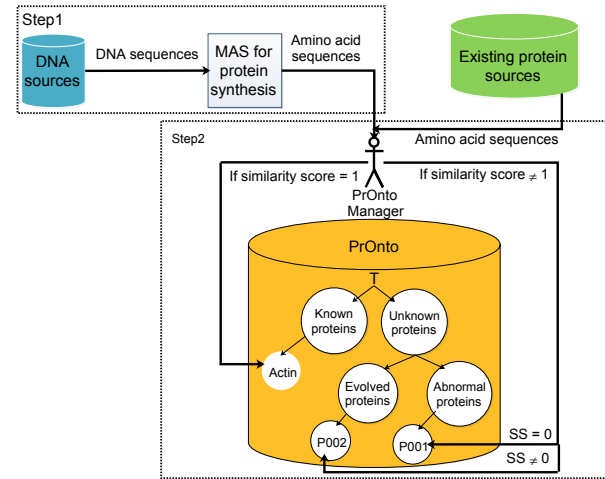 Step1
DNA sources
DNA sequences
MAS for protein synthesis
Amino acid sequences
Existing protein sources
Amino acid sequences
Step2
If similarity score = 1
If similarity score ≠ 1
PrOnto Manager
PrOnto
T
Known proteins
Unknown proteins
Actin
Evolved proteins
Abnormal proteins
P002
P001
SS = 0
SS ≠ 0